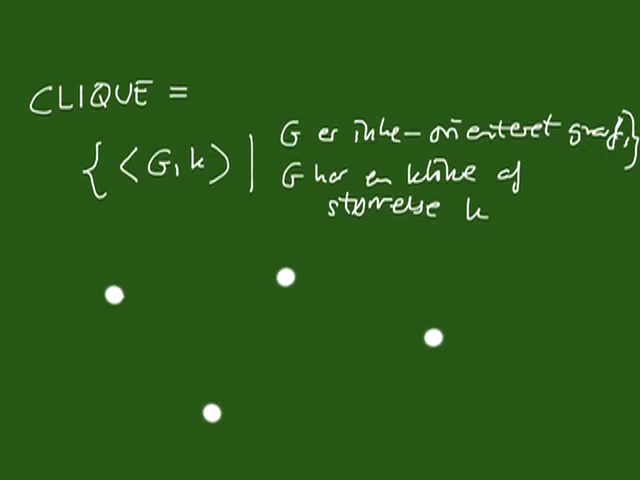 CLIQUE =
{⟨G, k⟩ | G er ikke-orienteret graf, }
G har en klike af
størrelse k